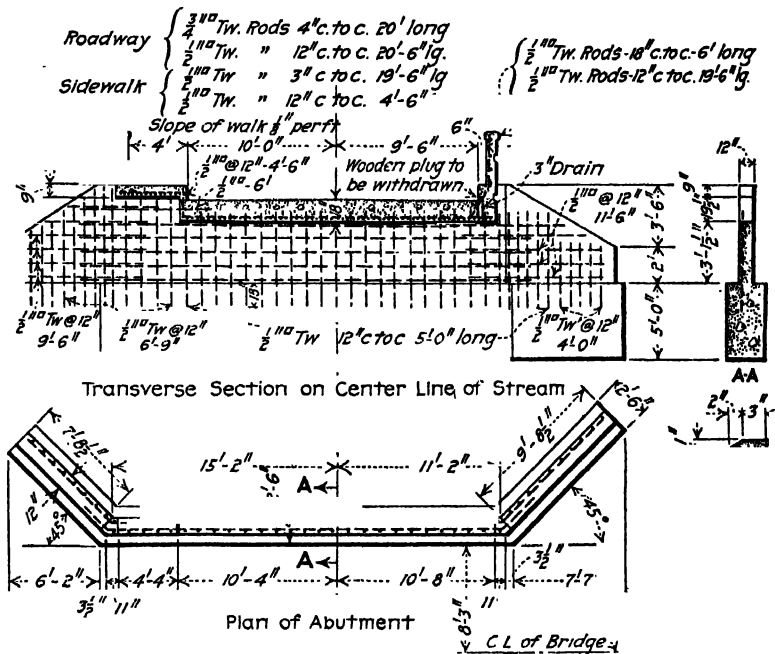 Roadway
3/4"□ Tw. Rods 4"c. to c. 20' long
1/2"□ Tw. " 12"c. to c. 20'-6" lg.
Sidewalk
1/2"□ Tw " 3" c to c. 19'-6" lg
1/2"□ Tw. " 12" c to c. 4'-6"
1/2"□ Tw. Rods-18"c.to c.-6' long
1/2"□ Tw. Rods-12"c to c. 19'-6" lg.
Slope of walk 1/8" per ft
4' 10'-0" 9'-6" 6"
1/2"□ @ 12"-4'-6"
1/2"□-6'
Wooden plug to
be withdrawn
3" Drain
1/2"□ @ 12"
11'-6"
12"
9"
9"
3'-6"
3'-1 1/2"
2'
5'-0"
18"
1/2"□ Tw @ 12"
9'-6"
1/2"□ Tw @ 12"
6'-9"
1/2"□ Tw 12" c to c 5'-0" long
1/2"□ Tw @ 12"
4'-0"
A-A
Transverse Section on Center Line of Stream
2" 3"
7'-8 1/2"
15'-2" 11'-2"
9'-8 1/2"
2'-6"
A
12"
45°
45°
A
6'-2" 4'-4" 10'-4" 10'-8" 3 1/2" 7'-7
3 1/2" 11" 11
8'-3"
Plan of Abutment
C L of Bridge